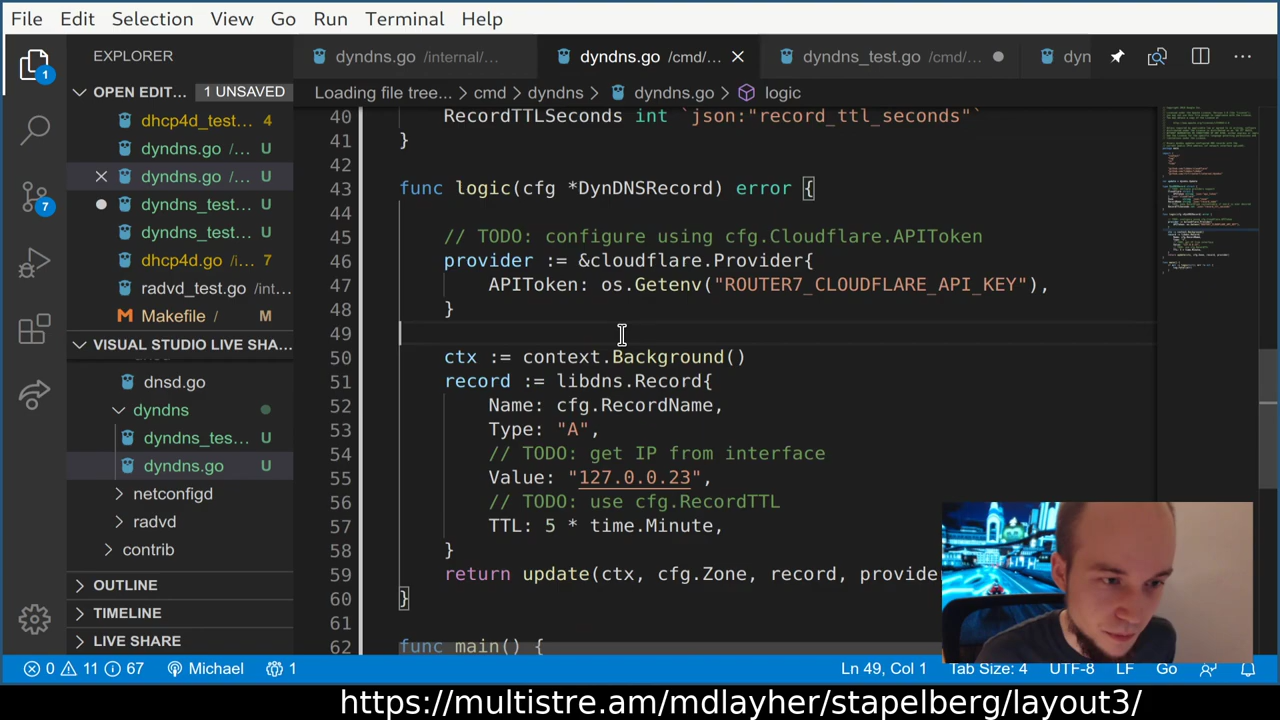 File Edit Selection View Go Run Terminal Help
EXPLORER
dyndns.go /internal/...
dyndns.go /cmd/...
dyndns_test.go /cmd/...
dyn
OPEN EDIT... 1 UNSAVED
Loading file tree... cmd dyndns dyndns.go logic
dhcp4d_test... 4
dyndns.go /... U
dyndns.go /... U
dyndns_test... U
dyndns_test... U
dhcp4d.go /i... 6
radvd_test.go /int...
Makefile / M
VISUAL STUDIO LIVE SHA...
dnsd.go
dyndns
dyndns_tes... U
dyndns.go U
netconfigd
radvd
contrib
OUTLINE
TIMELINE
LIVE SHARE
1
7
40 RecordTTLSeconds int `json:"record_ttl_seconds"`
41 }
42
43 func logic(cfg *DynDNSRecord) error {
44
45 // TODO: configure using cfg.Cloudflare.APIToken
46 provider := &cloudflare.Provider{
47 APIToken: os.Getenv("ROUTER7_CLOUDFLARE_API_KEY"),
48 }
49
50 ctx := context.Background()
51 record := libdns.Record{
52 Name: cfg.RecordName,
53 Type: "A",
54 // TODO: get IP from interface
55 Value: "127.0.0.23",
56 // TODO: use cfg.RecordTTL
57 TTL: 5 * time.Minute,
58 }
59 return update(ctx, cfg.Zone, record, provide
60 }
61
62 func main() {
0 11 67 Michael 1 Ln 49, Col 1 Tab Size: 4 UTF-8 LF Go
https://multistre.am/mdlayher/stapelberg/layout3/